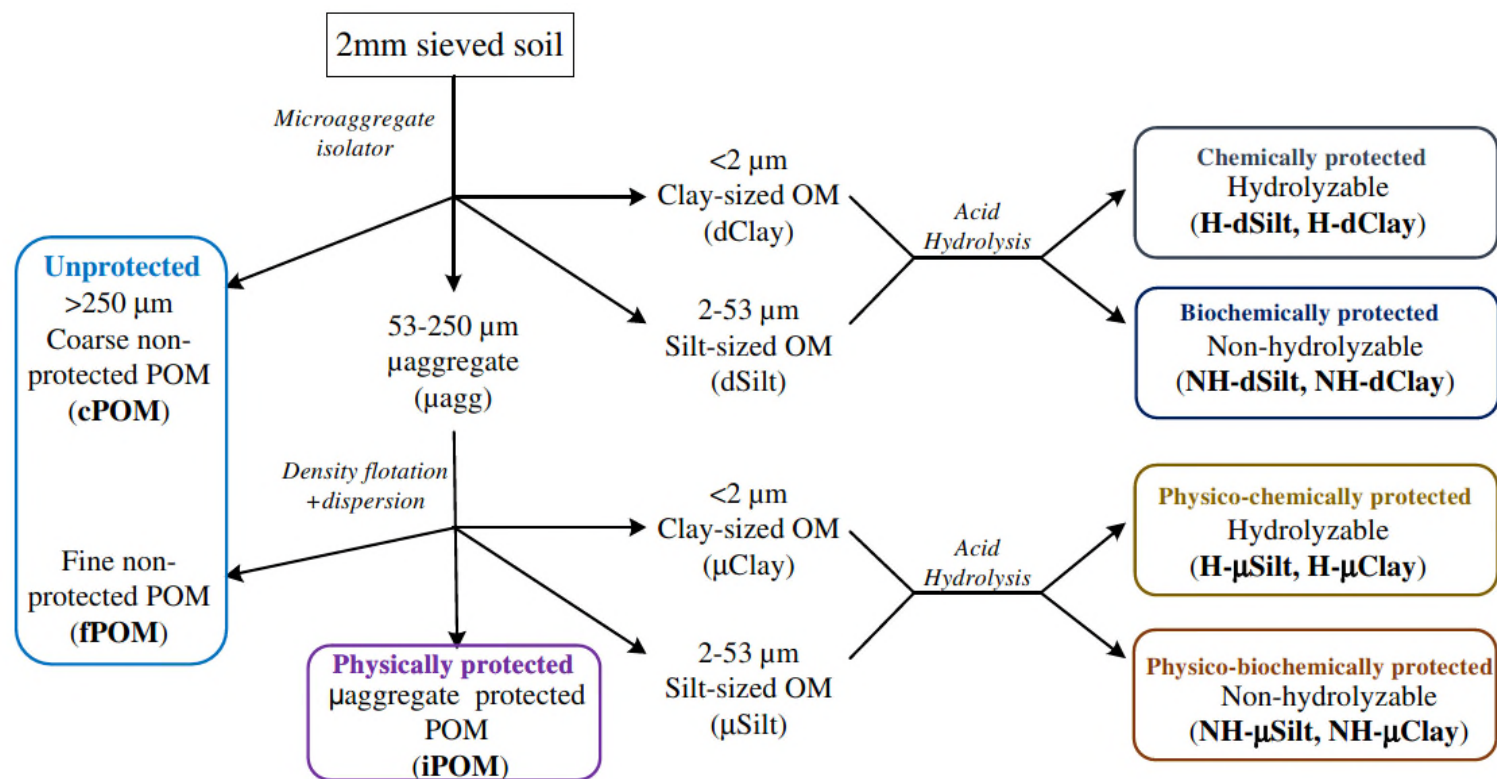 2mm sieved soil
Microaggregate
isolator
<2 µm
Clay-sized OM
(dClay)
2-53 µm
Silt-sized OM
(dSilt)
Acid
Hydrolysis
Chemically protected
Hydrolyzable
(H-dSilt, H-dClay)
Biochemically protected
Non-hydrolyzable
(NH-dSilt, NH-dClay)
Unprotected
>250 µm
Coarse non-
protected POM
(cPOM)
Fine non-
protected POM
(fPOM)
53-250 µm
µaggregate
(µagg)
Density flotation
+dispersion
<2 µm
Clay-sized OM
(µClay)
2-53 µm
Silt-sized OM
(µSilt)
Acid
Hydrolysis
Physico-chemically protected
Hydrolyzable
(H-µSilt, H-µClay)
Physico-biochemically protected
Non-hydrolyzable
(NH-µSilt, NH-µClay)
Physically protected
µaggregate protected
POM
(iPOM)